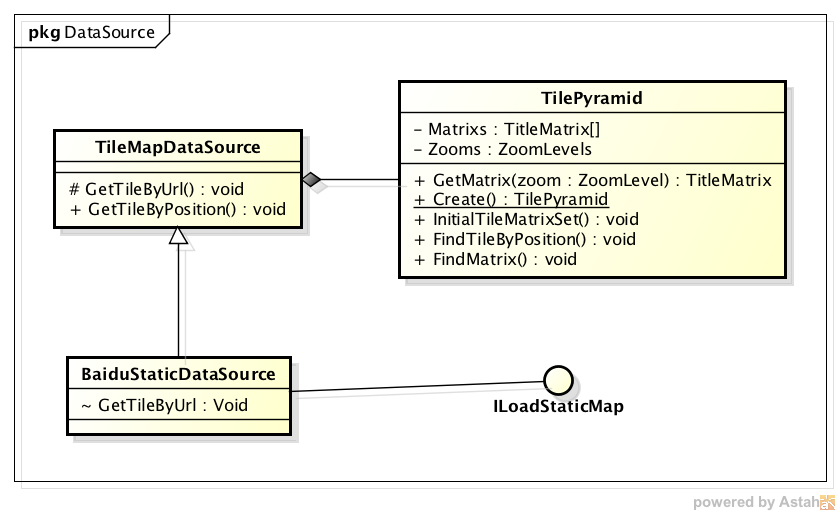 pkg DataSource
TilePyramid
- Matrixs : TitleMatrix[]
- Zooms : ZoomLevels
+ GetMatrix(zoom : ZoomLevel) : TitleMatrix
+ Create() : TilePyramid
+ InitialTileMatrixSet() : void
+ FindTileByPosition() : void
+ FindMatrix() : void
TileMapDataSource
# GetTileByUrl() : void
+ GetTileByPosition() : void
BaiduStaticDataSource
~ GetTileByUrl : Void
ILoadStaticMap
powered by Astah